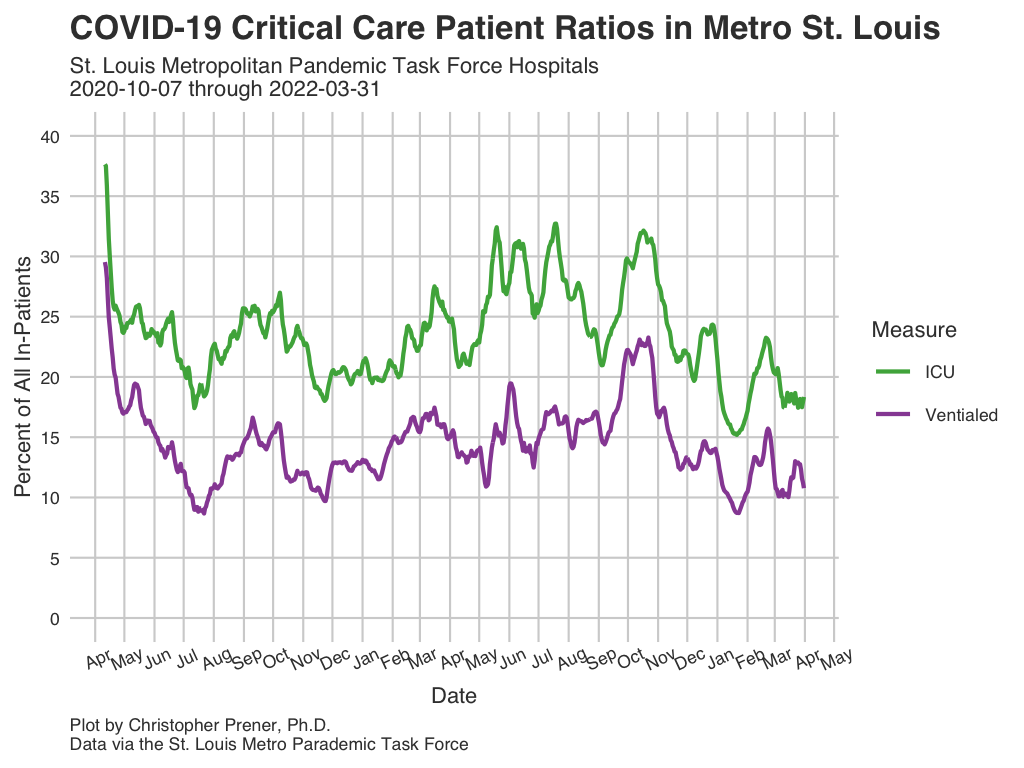 COVID-19 Critical Care Patient Ratios in Metro St. Louis
St. Louis Metropolitan Pandemic Task Force Hospitals
2020-10-07 through 2022-03-31
40
35
30
25
20
15
10
5
0
Percent of All In-Patients
Apr May Jun Jul Aug Sep Oct Nov Dec Jan Feb Mar Apr May Jun Jul Aug Sep Oct Nov Dec Jan Feb Mar Apr May
Date
Measure
ICU
Ventialed
Plot by Christopher Prener, Ph.D.
Data via the St. Louis Metro Parademic Task Force